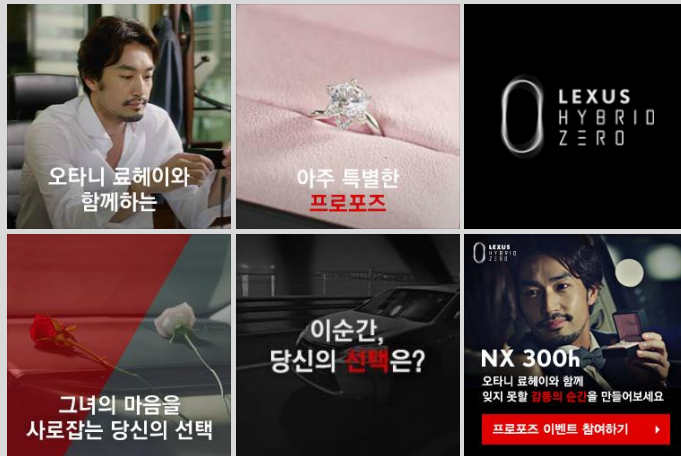 오타니 료헤이와
함께하는
아주 특별한
프로포즈
LEXUS
HYBRID
ZERO
그녀의 마음을
사로잡는 당신의 선택
이순간,
당신의 선택은?
LEXUS
HYBRID
ZERO
NX 300h
오타니 료헤이와 함께
잊지 못할 감동의 순간을 만들어보세요
프로포즈 이벤트 참여하기